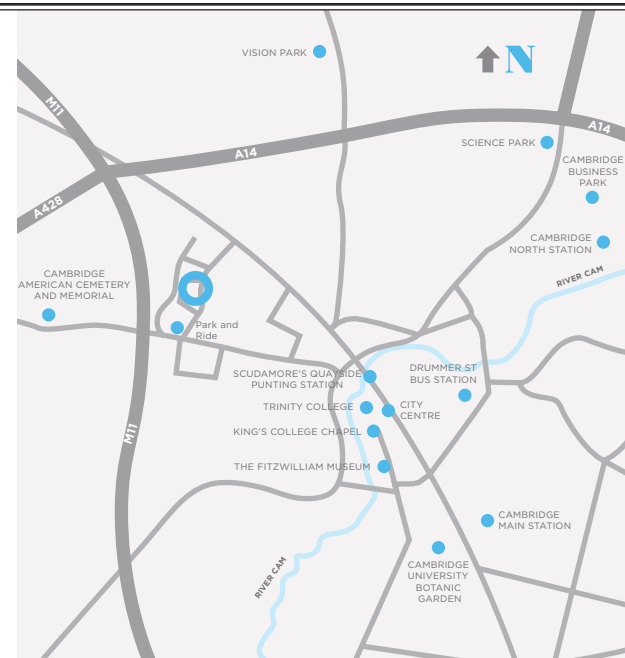 VISION PARK
N
M11
A14
A14
SCIENCE PARK
CAMBRIDGE
BUSINESS
PARK
A428
CAMBRIDGE
NORTH STATION
RIVER CAM
CAMBRIDGE
AMERICAN CEMETERY
AND MEMORIAL
Park and
Ride
SCUDAMORE'S QUAYSIDE
PUNTING STATION
DRUMMER ST
BUS STATION
TRINITY COLLEGE
CITY
CENTRE
KING'S COLLEGE CHAPEL
M11
THE FITZWILLIAM MUSEUM
CAMBRIDGE
MAIN STATION
CAMBRIDGE
UNIVERSITY
BOTANIC
GARDEN
RIVER CAM